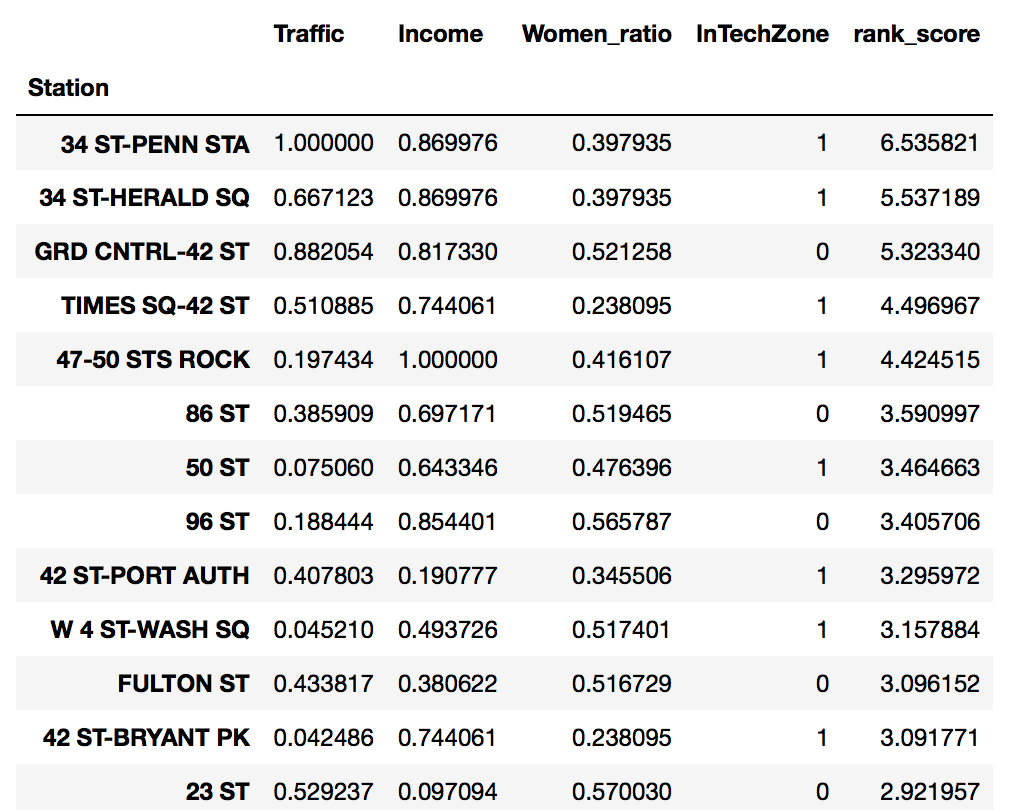 Traffic Income Women_ratio InTechZone rank_score
Station
34 ST-PENN STA 1.000000 0.869976 0.397935 1 6.535821
34 ST-HERALD SQ 0.667123 0.869976 0.397935 1 5.537189
GRD CNTRL-42 ST 0.882054 0.817330 0.521258 0 5.323340
TIMES SQ-42 ST 0.510885 0.744061 0.238095 1 4.496967
47-50 STS ROCK 0.197434 1.000000 0.416107 1 4.424515
86 ST 0.385909 0.697171 0.519465 0 3.590997
50 ST 0.075060 0.643346 0.476396 1 3.464663
96 ST 0.188444 0.854401 0.565787 0 3.405706
42 ST-PORT AUTH 0.407803 0.190777 0.345506 1 3.295972
W 4 ST-WASH SQ 0.045210 0.493726 0.517401 1 3.157884
FULTON ST 0.433817 0.380622 0.516729 0 3.096152
42 ST-BRYANT PK 0.042486 0.744061 0.238095 1 3.091771
23 ST 0.529237 0.097094 0.570030 0 2.921957